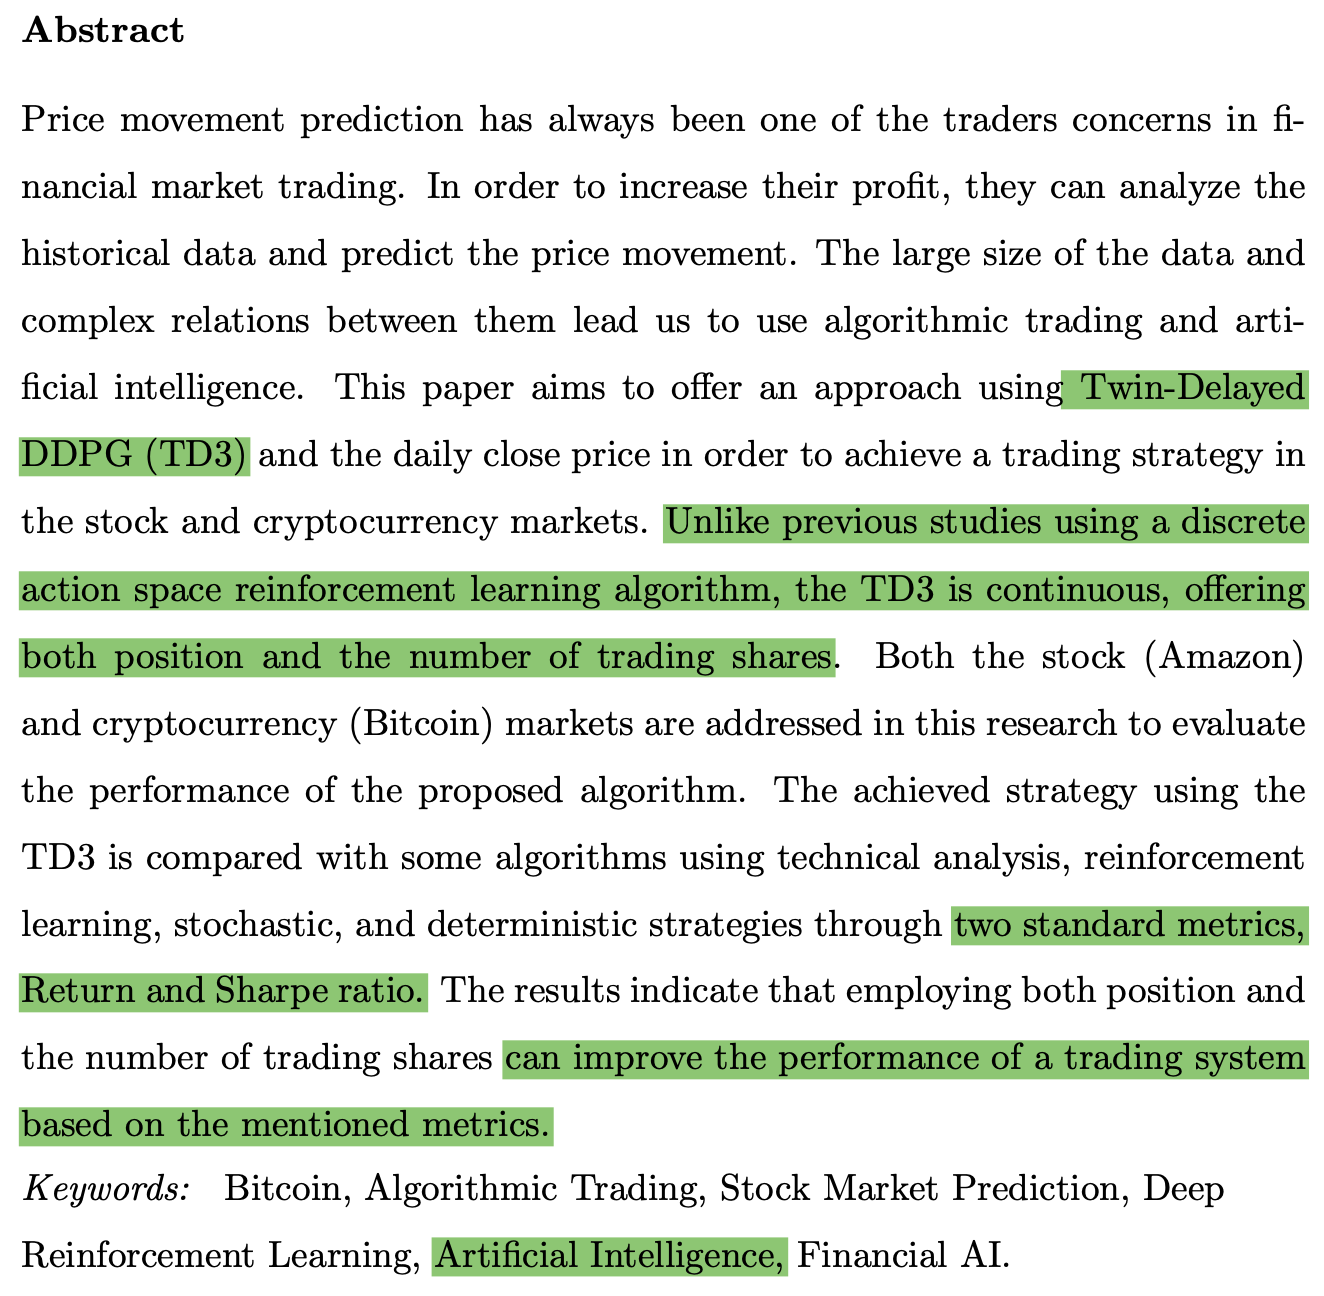 Abstract
Price movement prediction has always been one of the traders concerns in fi-
nancial market trading. In order to increase their profit, they can analyze the
historical data and predict the price movement. The large size of the data and
complex relations between them lead us to use algorithmic trading and arti-
ficial intelligence. This paper aims to offer an approach using Twin-Delayed
DDPG (TD3) and the daily close price in order to achieve a trading strategy in
the stock and cryptocurrency markets. Unlike previous studies using a discrete
action space reinforcement learning algorithm, the TD3 is continuous, offering
both position and the number of trading shares. Both the stock (Amazon)
and cryptocurrency (Bitcoin) markets are addressed in this research to evaluate
the performance of the proposed algorithm. The achieved strategy using the
TD3 is compared with some algorithms using technical analysis, reinforcement
learning, stochastic, and deterministic strategies through two standard metrics,
Return and Sharpe ratio. The results indicate that employing both position and
the number of trading shares can improve the performance of a trading system
based on the mentioned metrics.
Keywords: Bitcoin, Algorithmic Trading, Stock Market Prediction, Deep
Reinforcement Learning, Artificial Intelligence, Financial AI.